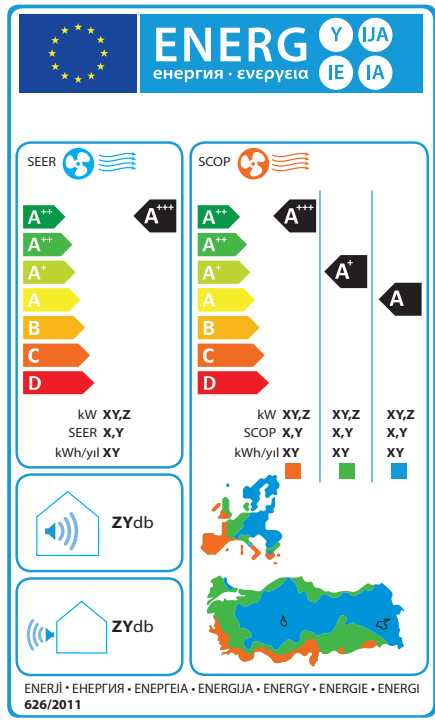 ENERG Y IJA
енергия · ενεργεια IE IA
SEER
A++
A++
A+
A
B
C
D
A+++
kW XY,Z
SEER X,Y
kWh/yıl XY
SCOP
A++
A++
A+
A
B
C
D
A+++
A+
A
kW XY,Z XY,Z XY,Z
SCOP X,Y X,Y X,Y
kWh/yıl XY XY XY
ZYdb
ZYdb
ENERJİ · ЕНЕРГИЯ · ΕΝΕΡΓΕΙΑ · ENERGIJA · ENERGY · ENERGIE · ENERGI
626/2011